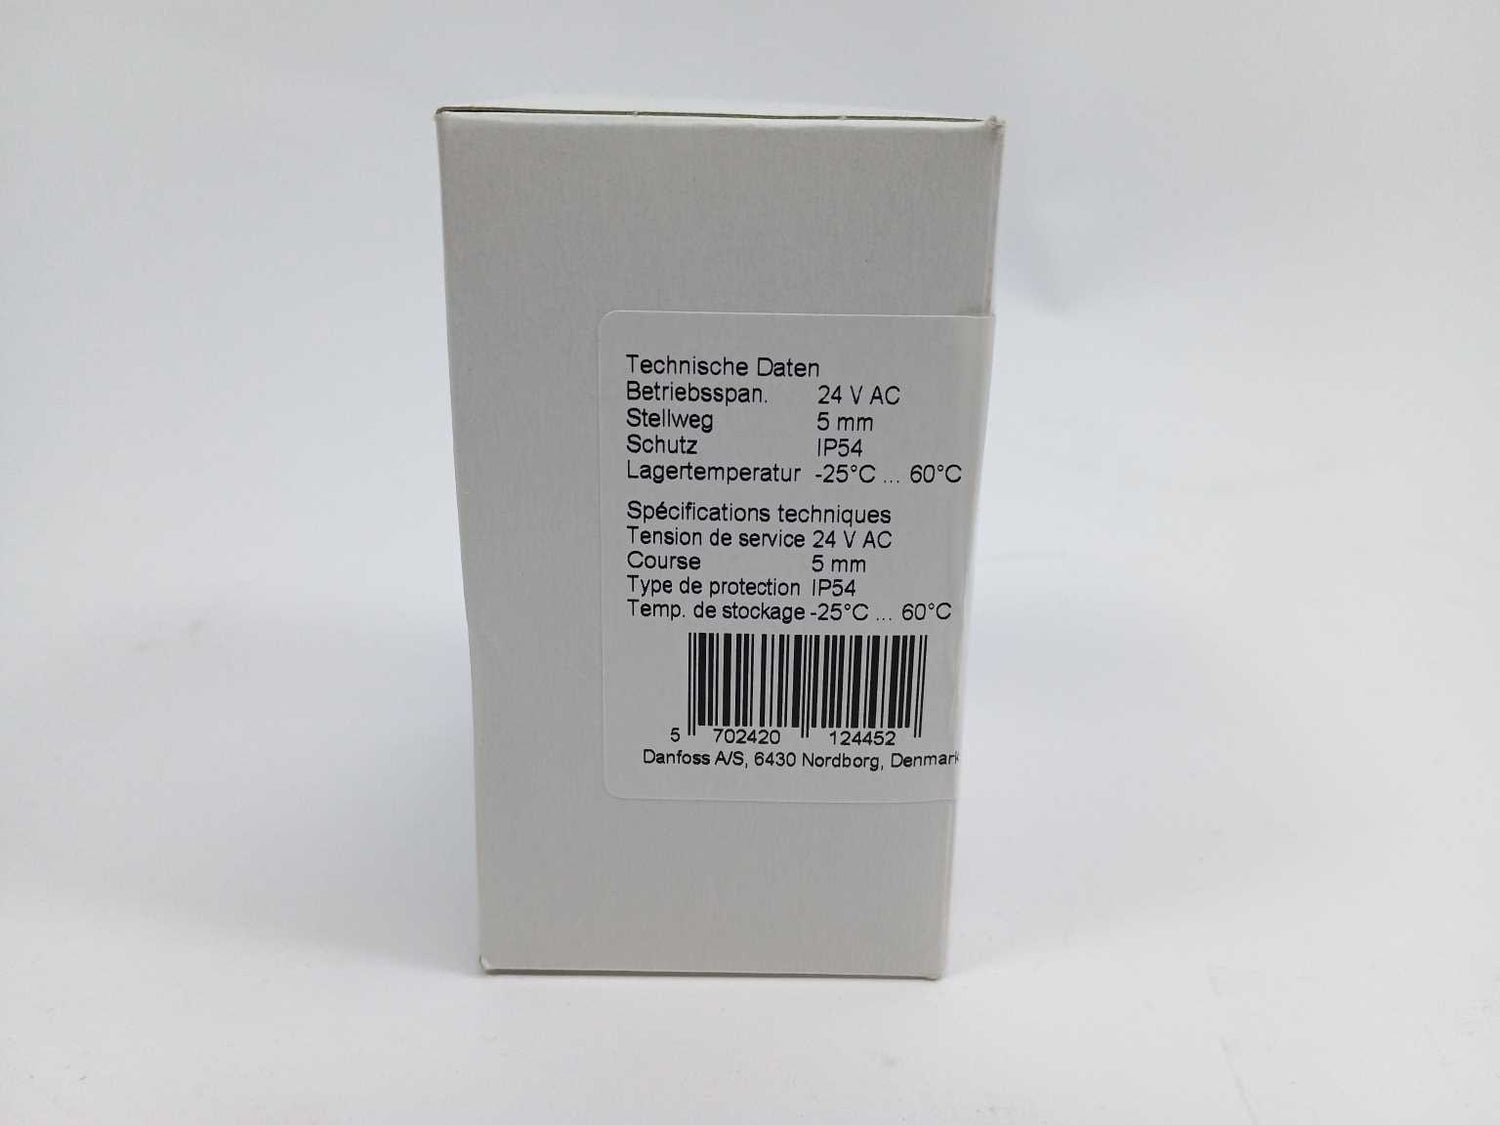 Technische Daten
Betriebsspan. 24 V AC
Stellweg 5 mm
Schutz IP54
Lagertemperatur -25°C ... 60°C
Spécifications techniques
Tension de service 24 V AC
Course 5 mm
Type de protection IP54
Temp. de stockage -25°C ... 60°C
5 702420 124452
Danfoss A/S, 6430 Nordborg, Denmark